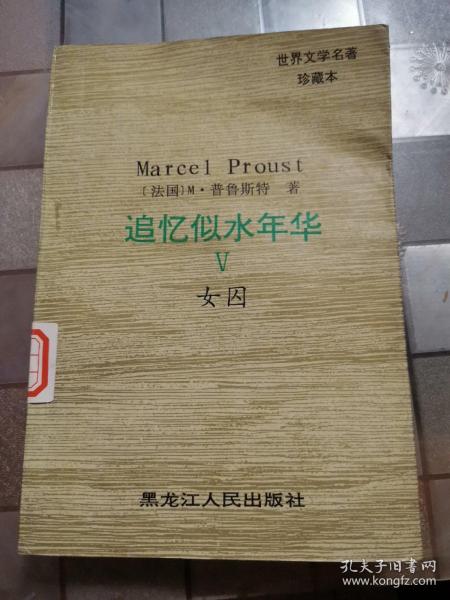 世界文学名著
珍藏本
Marcel Proust
〔法国〕M·普鲁斯特 著
追忆似水年华
V
女囚
黑龙江人民出版社
孔夫子旧书网
www.kongfz.com